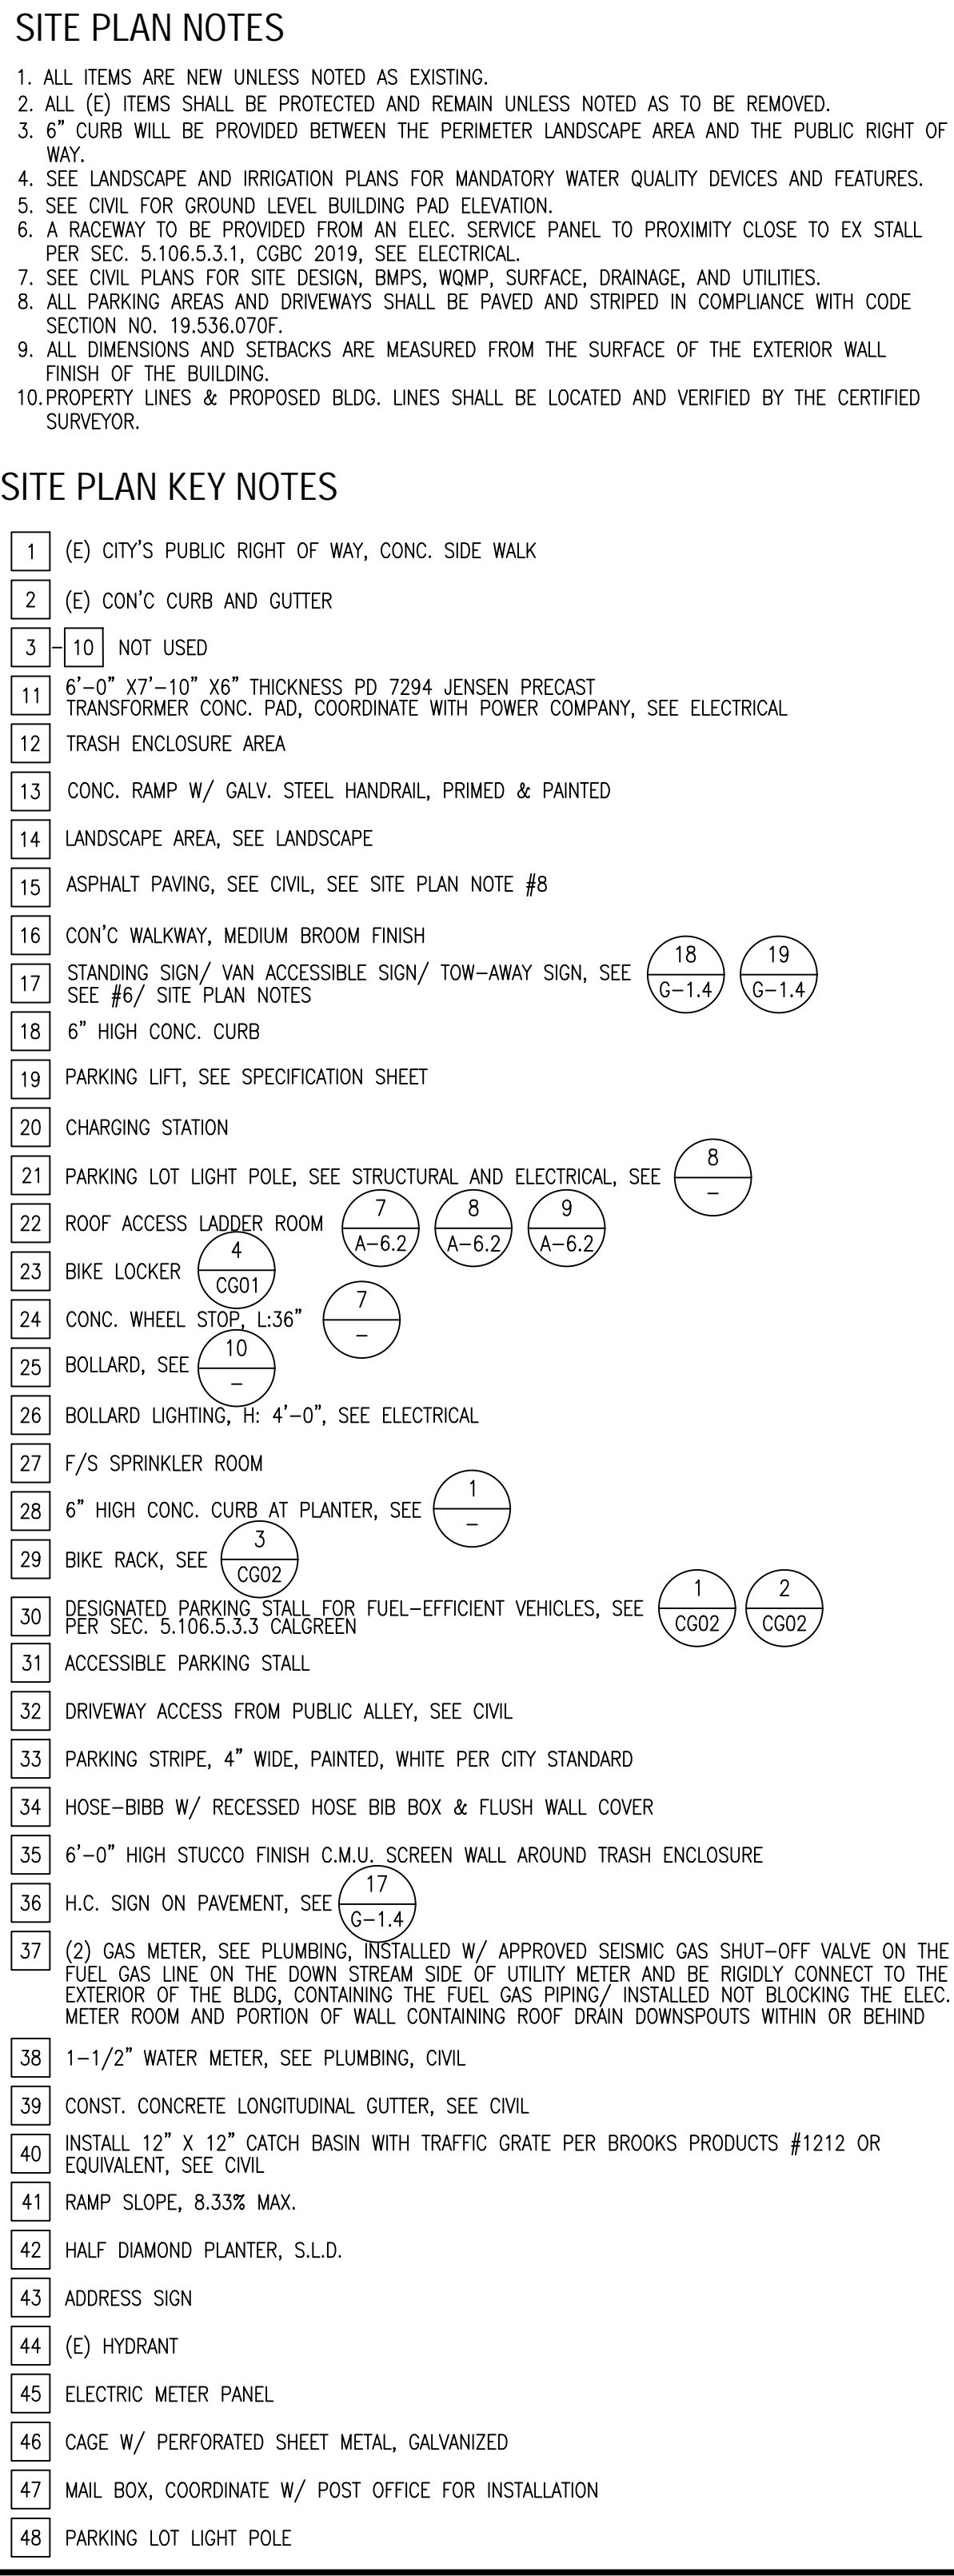 SITE PLAN NOTES
1. ALL ITEMS ARE NEW UNLESS NOTED AS EXISTING.
2. ALL (E) ITEMS SHALL BE PROTECTED AND REMAIN UNLESS NOTED AS TO BE REMOVED.
3. 6" CURB WILL BE PROVIDED BETWEEN THE PERIMETER LANDSCAPE AREA AND THE PUBLIC RIGHT OF
WAY.
4. SEE LANDSCAPE AND IRRIGATION PLANS FOR MANDATORY WATER QUALITY DEVICES AND FEATURES.
5. SEE CIVIL FOR GROUND LEVEL BUILDING PAD ELEVATION.
6. A RACEWAY TO BE PROVIDED FROM AN ELEC. SERVICE PANEL TO PROXIMITY CLOSE TO EX STALL
PER SEC. 5.106.5.3.1, CGBC 2019, SEE ELECTRICAL.
7. SEE CIVIL PLANS FOR SITE DESIGN, BMPS, WQMP, SURFACE, DRAINAGE, AND UTILITIES.
8. ALL PARKING AREAS AND DRIVEWAYS SHALL BE PAVED AND STRIPED IN COMPLIANCE WITH CODE
SECTION NO. 19.536.070F.
9. ALL DIMENSIONS AND SETBACKS ARE MEASURED FROM THE SURFACE OF THE EXTERIOR WALL
FINISH OF THE BUILDING.
10. PROPERTY LINES & PROPOSED BLDG. LINES SHALL BE LOCATED AND VERIFIED BY THE CERTIFIED
SURVEYOR.
SITE PLAN KEY NOTES
1 (E) CITY'S PUBLIC RIGHT OF WAY, CONC. SIDE WALK
2 (E) CON'C CURB AND GUTTER
3 - 10 NOT USED
11 6'-0" X7'-10" X6" THICKNESS PD 7294 JENSEN PRECAST
TRANSFORMER CONC. PAD, COORDINATE WITH POWER COMPANY, SEE ELECTRICAL
12 TRASH ENCLOSURE AREA
13 CONC. RAMP W/ GALV. STEEL HANDRAIL, PRIMED & PAINTED
14 LANDSCAPE AREA, SEE LANDSCAPE
15 ASPHALT PAVING, SEE CIVIL, SEE SITE PLAN NOTE #8
16 CON'C WALKWAY, MEDIUM BROOM FINISH
17 STANDING SIGN/ VAN ACCESSIBLE SIGN/ TOW-AWAY SIGN, SEE 18 G-1.4 19 G-1.4
SEE #6/ SITE PLAN NOTES
18 6" HIGH CONC. CURB
19 PARKING LIFT, SEE SPECIFICATION SHEET
20 CHARGING STATION
21 PARKING LOT LIGHT POLE, SEE STRUCTURAL AND ELECTRICAL, SEE 8 -
22 ROOF ACCESS LADDER ROOM 7 A-6.2 8 A-6.2 9 A-6.2
23 BIKE LOCKER 4 CG01
24 CONC. WHEEL STOP, L:36" 7 -
25 BOLLARD, SEE 10 -
26 BOLLARD LIGHTING, H: 4'-0", SEE ELECTRICAL
27 F/S SPRINKLER ROOM
28 6" HIGH CONC. CURB AT PLANTER, SEE 1 -
29 BIKE RACK, SEE 3 CG02
30 DESIGNATED PARKING STALL FOR FUEL-EFFICIENT VEHICLES, SEE 1 CG02 2 CG02
PER SEC. 5.106.5.3.3 CALGREEN
31 ACCESSIBLE PARKING STALL
32 DRIVEWAY ACCESS FROM PUBLIC ALLEY, SEE CIVIL
33 PARKING STRIPE, 4" WIDE, PAINTED, WHITE PER CITY STANDARD
34 HOSE-BIBB W/ RECESSED HOSE BIB BOX & FLUSH WALL COVER
35 6'-0" HIGH STUCCO FINISH C.M.U. SCREEN WALL AROUND TRASH ENCLOSURE
36 H.C. SIGN ON PAVEMENT, SEE 17 G-1.4
37 (2) GAS METER, SEE PLUMBING, INSTALLED W/ APPROVED SEISMIC GAS SHUT-OFF VALVE ON THE
FUEL GAS LINE ON THE DOWN STREAM SIDE OF UTILITY METER AND BE RIGIDLY CONNECT TO THE
EXTERIOR OF THE BLDG, CONTAINING THE FUEL GAS PIPING/ INSTALLED NOT BLOCKING THE ELEC.
METER ROOM AND PORTION OF WALL CONTAINING ROOF DRAIN DOWNSPOUTS WITHIN OR BEHIND
38 1-1/2" WATER METER, SEE PLUMBING, CIVIL
39 CONST. CONCRETE LONGITUDINAL GUTTER, SEE CIVIL
40 INSTALL 12" X 12" CATCH BASIN WITH TRAFFIC GRATE PER BROOKS PRODUCTS #1212 OR
EQUIVALENT, SEE CIVIL
41 RAMP SLOPE, 8.33% MAX.
42 HALF DIAMOND PLANTER, S.L.D.
43 ADDRESS SIGN
44 (E) HYDRANT
45 ELECTRIC METER PANEL
46 CAGE W/ PERFORATED SHEET METAL, GALVANIZED
47 MAIL BOX, COORDINATE W/ POST OFFICE FOR INSTALLATION
48 PARKING LOT LIGHT POLE